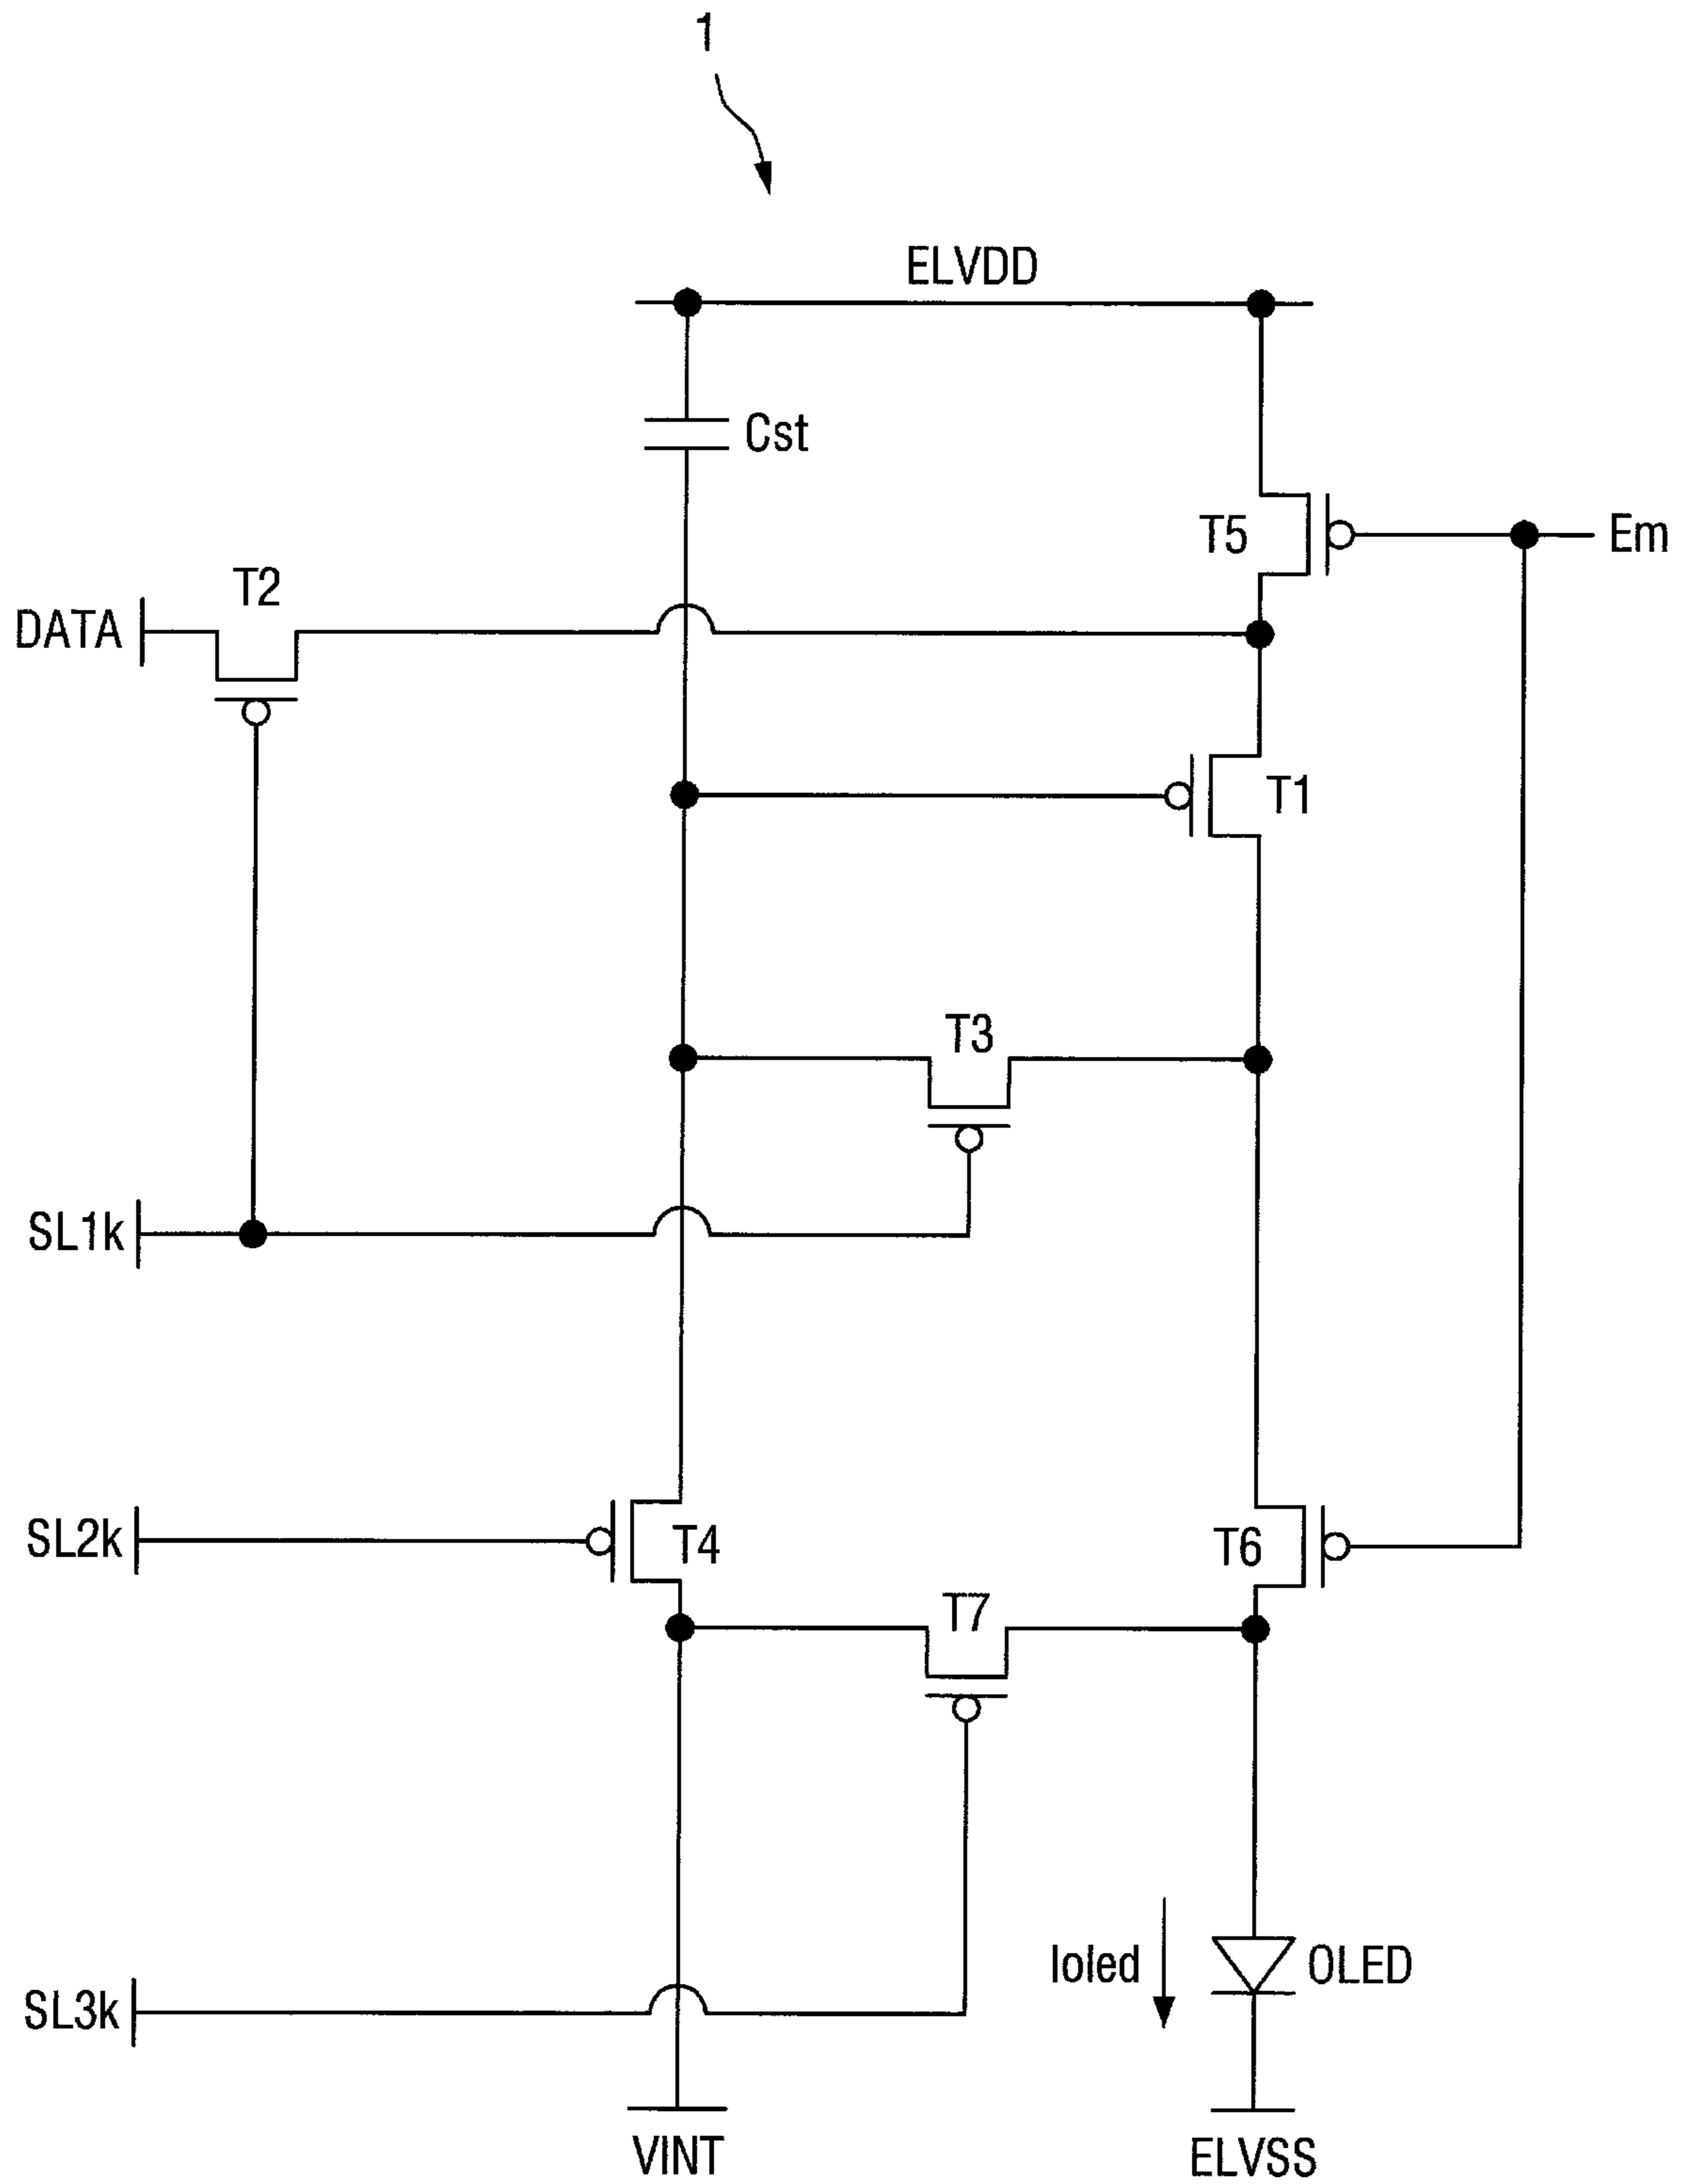 1
ELVDD
Cst
T5
Em
T2
DATA
T1
T3
SL1k
SL2k
T4
T6
T7
Ioled
OLED
SL3k
VINT
ELVSS